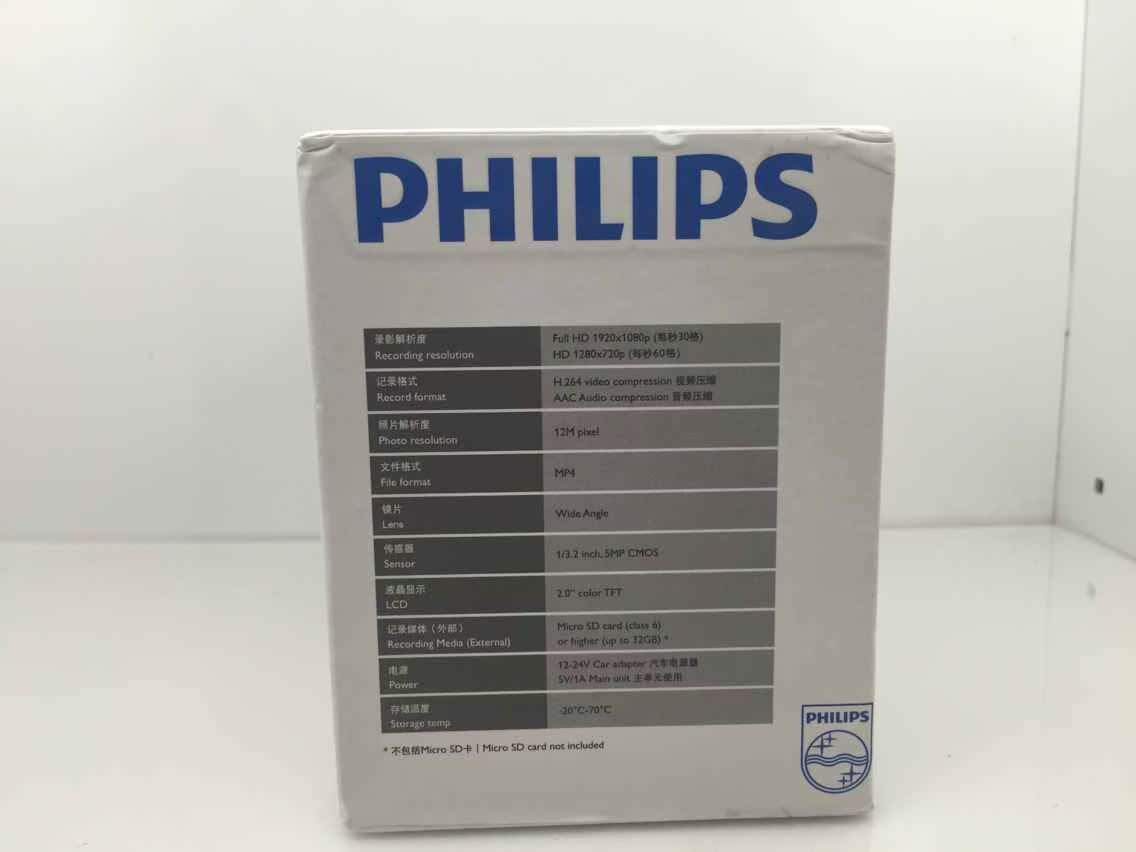 PHILIPS
录影解析度
Recording resolution
Full HD 1920x1080p (每秒30格)
HD 1280x720p (每秒60格)
记录格式
Record format
H.264 video compression 视频压缩
AAC Audio compression 音频压缩
照片解析度
Photo resolution
12M pixel
文件格式
File format
MP4
镜片
Lens
Wide Angle
传感器
Sensor
1/3.2 inch, 5MP CMOS
液晶显示
LCD
2.0" color TFT
记录媒体（外部）
Recording Media (External)
Micro SD card (class 6)
or higher (up to 32GB) *
电源
Power
12-24V Car adapter 汽车电源器
5V/1A Main unit 主单元使用
存储温度
Storage temp
-20°C-70°C
* 不包括Micro SD卡 | Micro SD card not included
PHILIPS